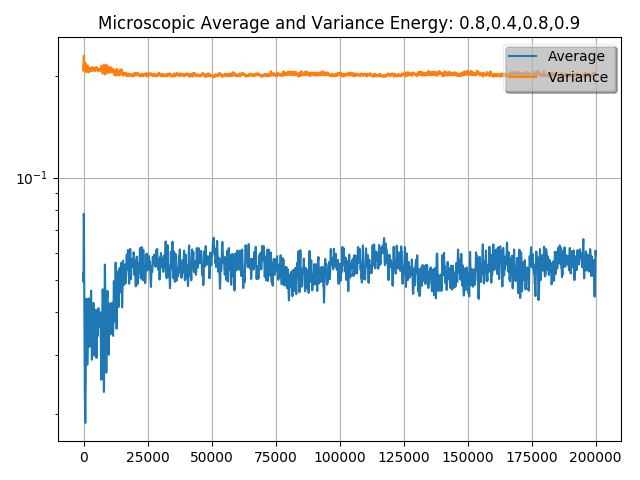 Microscopic Average and Variance Energy: 0.8,0.4,0.8,0.9
Average
Variance
10^{-1}
0 25000 50000 75000 100000 125000 150000 175000 200000